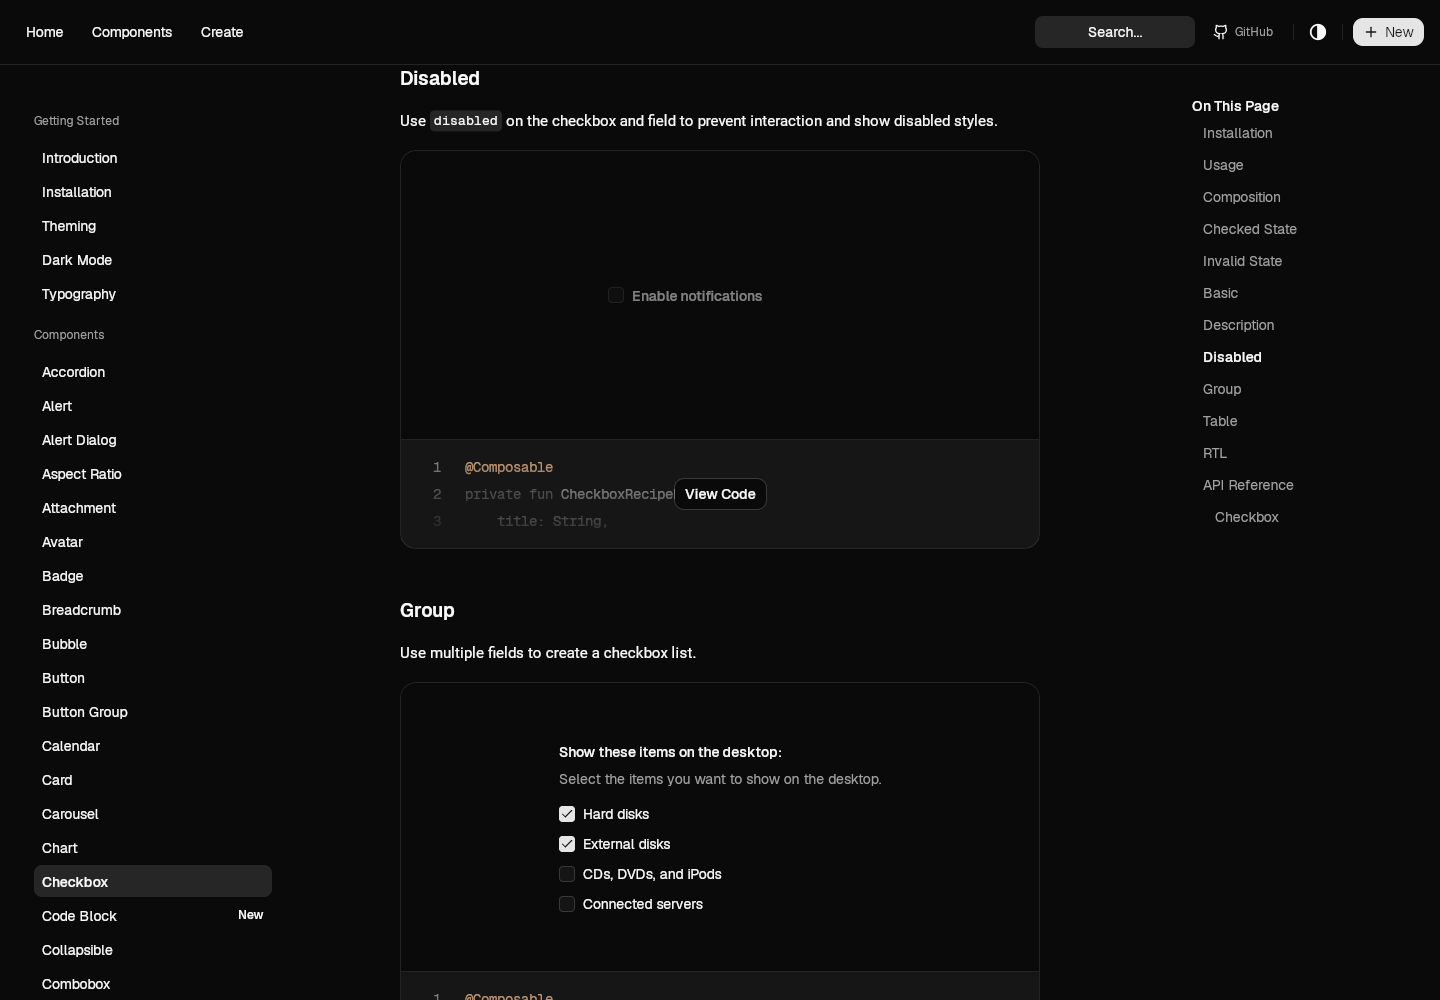 Home
Components
Create
Search...
GitHub
New
Getting Started
Introduction
Installation
Theming
Dark Mode
Typography
Components
Accordion
Alert
Alert Dialog
Aspect Ratio
Attachment
Avatar
Badge
Breadcrumb
Bubble
Button
Button Group
Calendar
Card
Carousel
Chart
Checkbox
Code Block New
Collapsible
Combobox
Disabled
Use disabled on the checkbox and field to prevent interaction and show disabled styles.
Enable notifications
1 @Composable
2 private fun CheckboxRecipe
View Code
3 title: String,
Group
Use multiple fields to create a checkbox list.
Show these items on the desktop:
Select the items you want to show on the desktop.
Hard disks
External disks
CDs, DVDs, and iPods
Connected servers
1 @Composable
On This Page
Installation
Usage
Composition
Checked State
Invalid State
Basic
Description
Disabled
Group
Table
RTL
API Reference
Checkbox